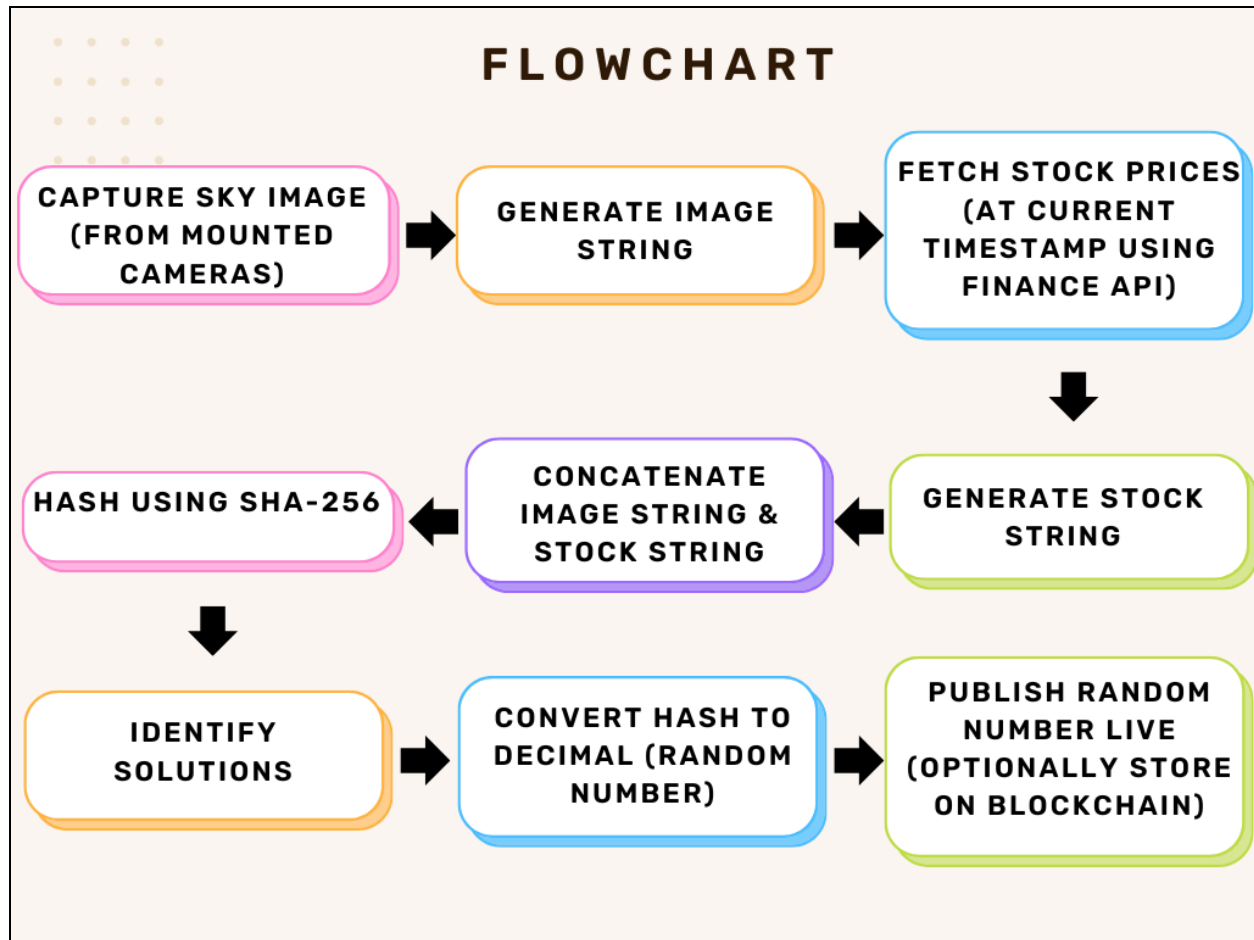 FLOWCHART
CAPTURE SKY IMAGE
(FROM MOUNTED
CAMERAS)
GENERATE IMAGE
STRING
FETCH STOCK PRICES
(AT CURRENT
TIMESTAMP USING
FINANCE API)
GENERATE STOCK
STRING
CONCATENATE
IMAGE STRING &
STOCK STRING
HASH USING SHA-256
IDENTIFY
SOLUTIONS
CONVERT HASH TO
DECIMAL (RANDOM
NUMBER)
PUBLISH RANDOM
NUMBER LIVE
(OPTIONALLY STORE
ON BLOCKCHAIN)